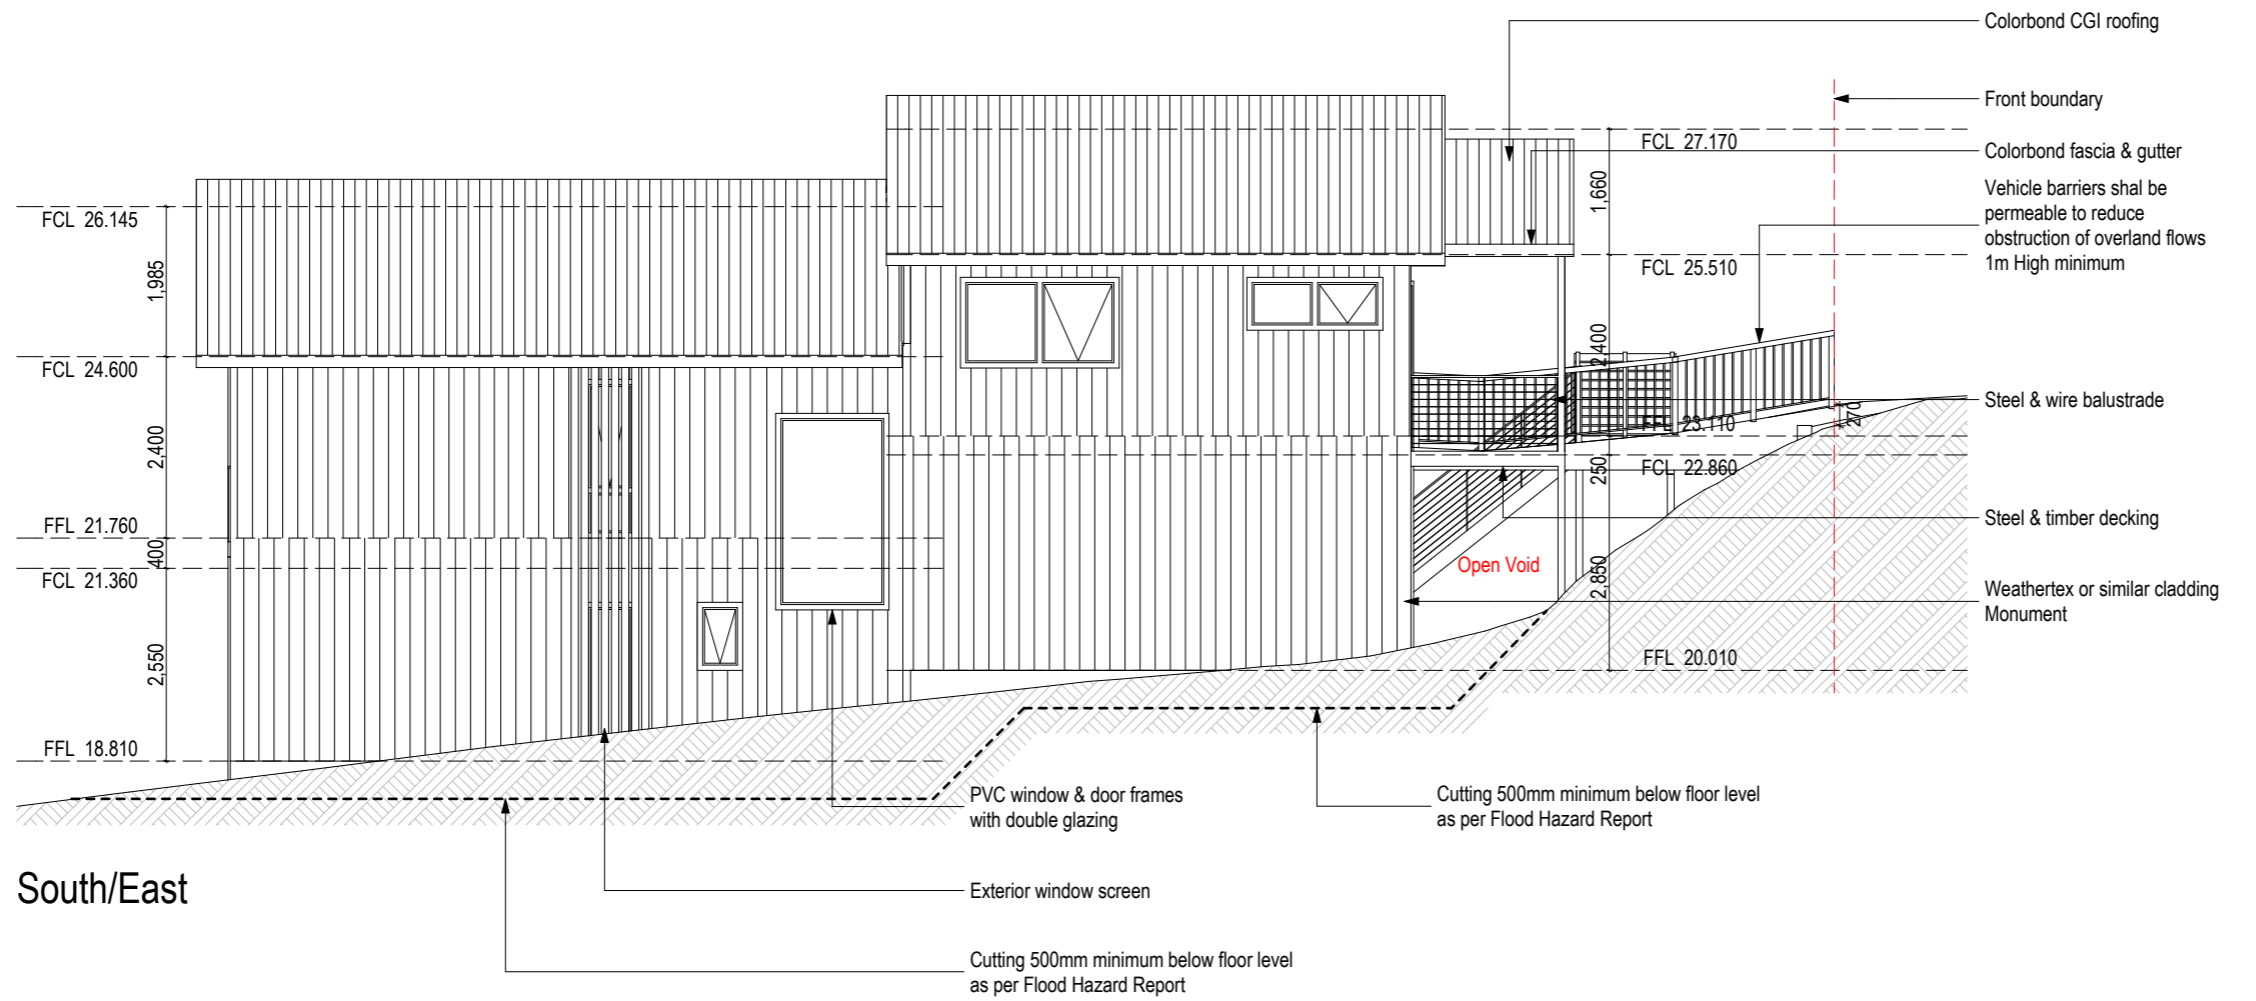 Colorbond CGI roofing
Front boundary
FCL 27.170
Colorbond fascia & gutter
1,660
Vehicle barriers shal be
permeable to reduce
obstruction of overland flows
1m High minimum
FCL 26.145
FCL 25.510
1,985
2,400
FCL 24.600
Steel & wire balustrade
270
FFL 23.110
2,400
FCL 22.860
250
FFL 21.760
Steel & timber decking
400
Open Void
FCL 21.360
2,850
Weathertex or similar cladding
Monument
2,550
FFL 20.010
FFL 18.810
PVC window & door frames
with double glazing
Cutting 500mm minimum below floor level
as per Flood Hazard Report
South/East
Exterior window screen
Cutting 500mm minimum below floor level
as per Flood Hazard Report